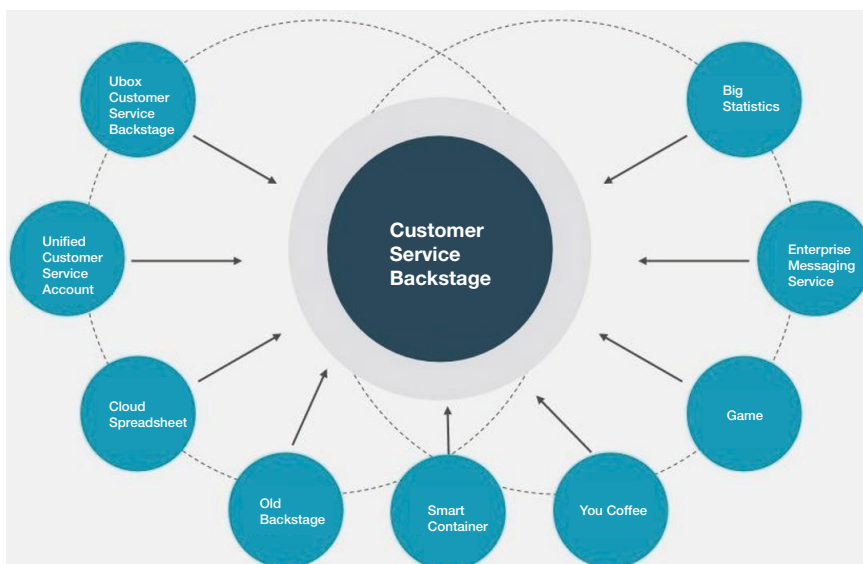 Ubox
Customer
Service
Backstage
Big
Statistics
Customer
Service
Backstage
Unified
Customer
Service
Account
Enterprise
Messaging
Service
Cloud
Spreadsheet
Game
Old
Backstage
Smart
Container
You Coffee